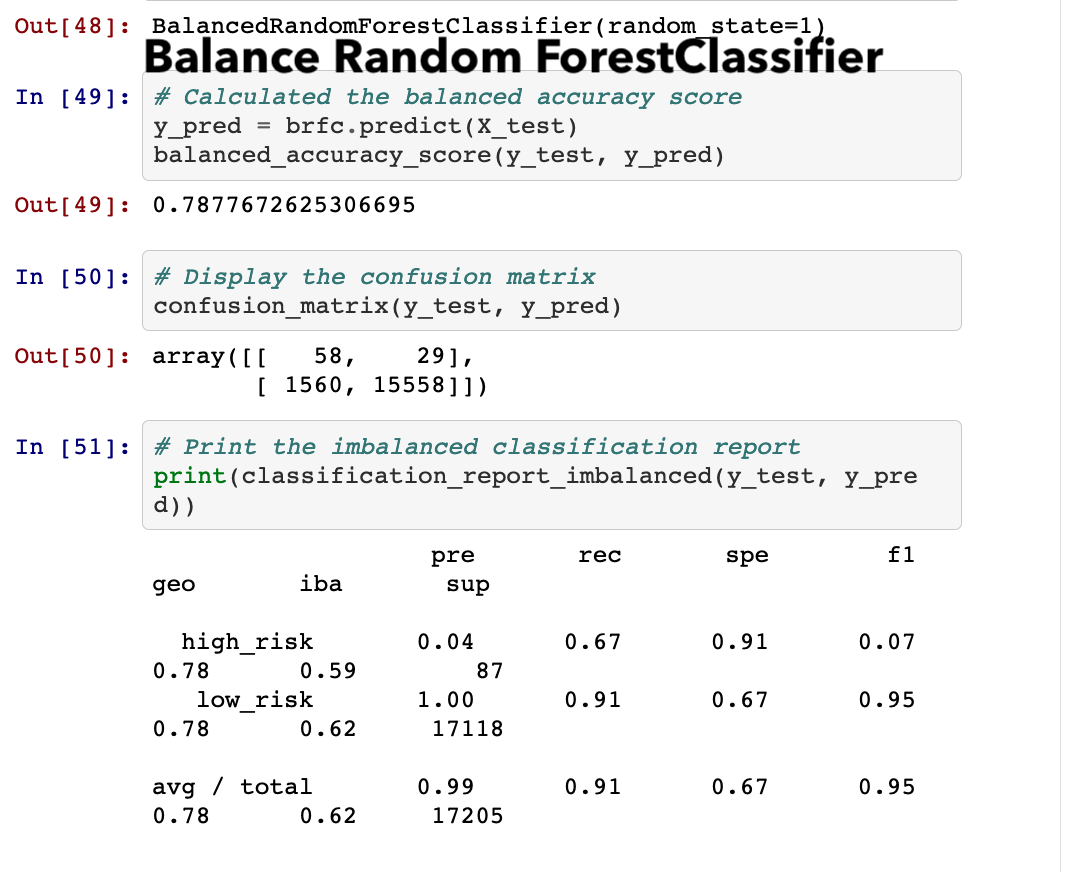 Out[48]: BalancedRandomForestClassifier(random_state=1)
Balance Random ForestClassifier
In [49]: # Calculated the balanced accuracy score
y_pred = brfc.predict(X_test)
balanced_accuracy_score(y_test, y_pred)
Out[49]: 0.7877672625306695
In [50]: # Display the confusion matrix
confusion_matrix(y_test, y_pred)
Out[50]: array([[   58,    29],
       [ 1560, 15558]])
In [51]: # Print the imbalanced classification report
print(classification_report_imbalanced(y_test, y_pre
d))
                   pre       rec       spe        f1
geo       iba       sup
  high_risk       0.04      0.67      0.91      0.07
0.78      0.59        87
   low_risk       1.00      0.91      0.67      0.95
0.78      0.62     17118
avg / total       0.99      0.91      0.67      0.95
0.78      0.62     17205